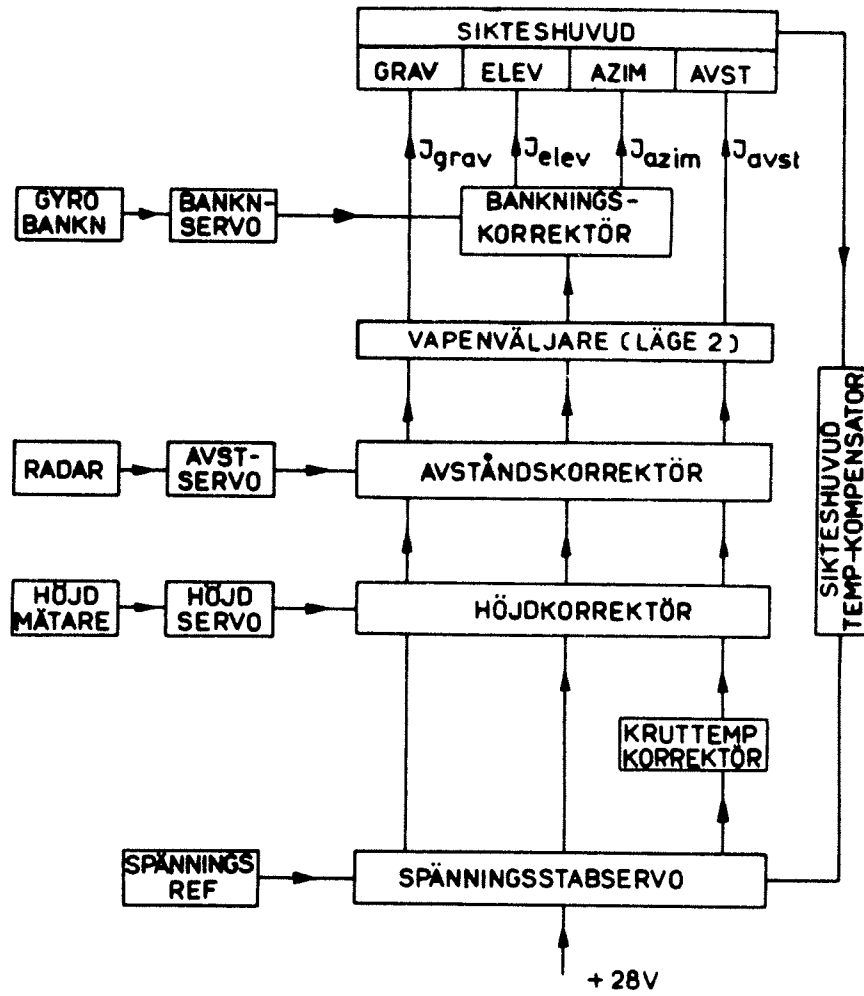 SIKTESHUVUD
GRAV ELEV AZIM AVST
Jgrav Jelev Jazim Javst
GYRO
BANKN
BANKN-
SERVO
BANKNINGS-
KORREKTÖR
VAPENVÄLJARE (LÄGE 2)
RADAR
AVST-
SERVO
AVSTÅNDSKORREKTÖR
SIKTESHUVUD
TEMP-KOMPENSATOR
HÖJD
MÄTARE
HÖJD
SERVO
HÖJDKORREKTÖR
KRUTTEMP
KORREKTÖR
SPÄNNINGS
REF
SPÄNNINGSSTABSERVO
+28V